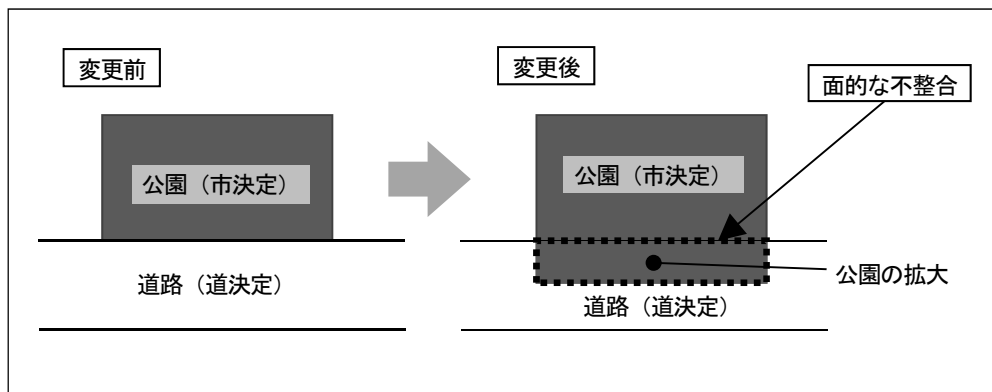 変更前
公園（市決定）
道路（道決定）
変更後
面的な不整合
公園（市決定）
公園の拡大
道路（道決定）